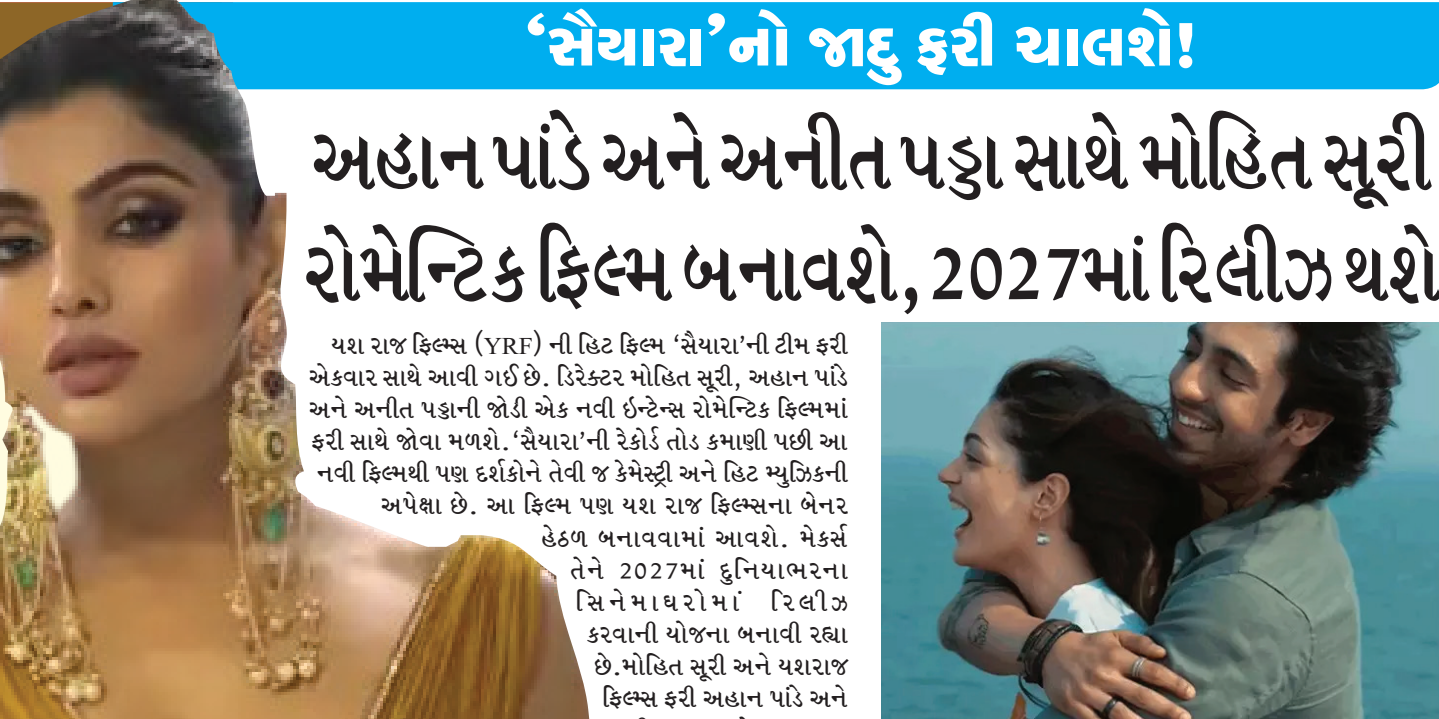 ‘સૈયારા’નો જાદુ ફરી ચાલશે!
અહાન પાંડે અને અનીત પડ્ડા સાથે મોહિત સૂરી
રોમેન્ટિક ફિલ્મ બનાવશે, 2027માં રિલીઝ થશે
યશ રાજ ફિલ્મ્સ (YRF) ની હિટ ફિલ્મ ‘સૈયારા’ની ટીમ ફરી
એકવાર સાથે આવી ગઈ છે. ડિરેક્ટર મોહિત સૂરી, અહાન પાંડે
અને અનીત પડ્ડાની જોડી એક નવી ઇન્ટેન્સ રોમેન્ટિક ફિલ્મમાં
ફરી સાથે જોવા મળશે. ‘સૈયારા’ની રેકોર્ડ તોડ કમાણી પછી આ
નવી ફિલ્મથી પણ દર્શકોને તેવી જ કેમેસ્ટ્રી અને હિટ મ્યુઝિકની
અપેક્ષા છે. આ ફિલ્મ પણ યશ રાજ ફિલ્મ્સના બેનર
હેઠળ બનાવવામાં આવશે. મેકર્સ
તેને 2027માં દુનિયાભરના
સિનેમાઘરોમાં રિલીઝ
કરવાની યોજના બનાવી રહ્યા
છે.મોહિત સૂરી અને યશરાજ
ફિલ્મ્સ ફરી અહાન પાંડે અને